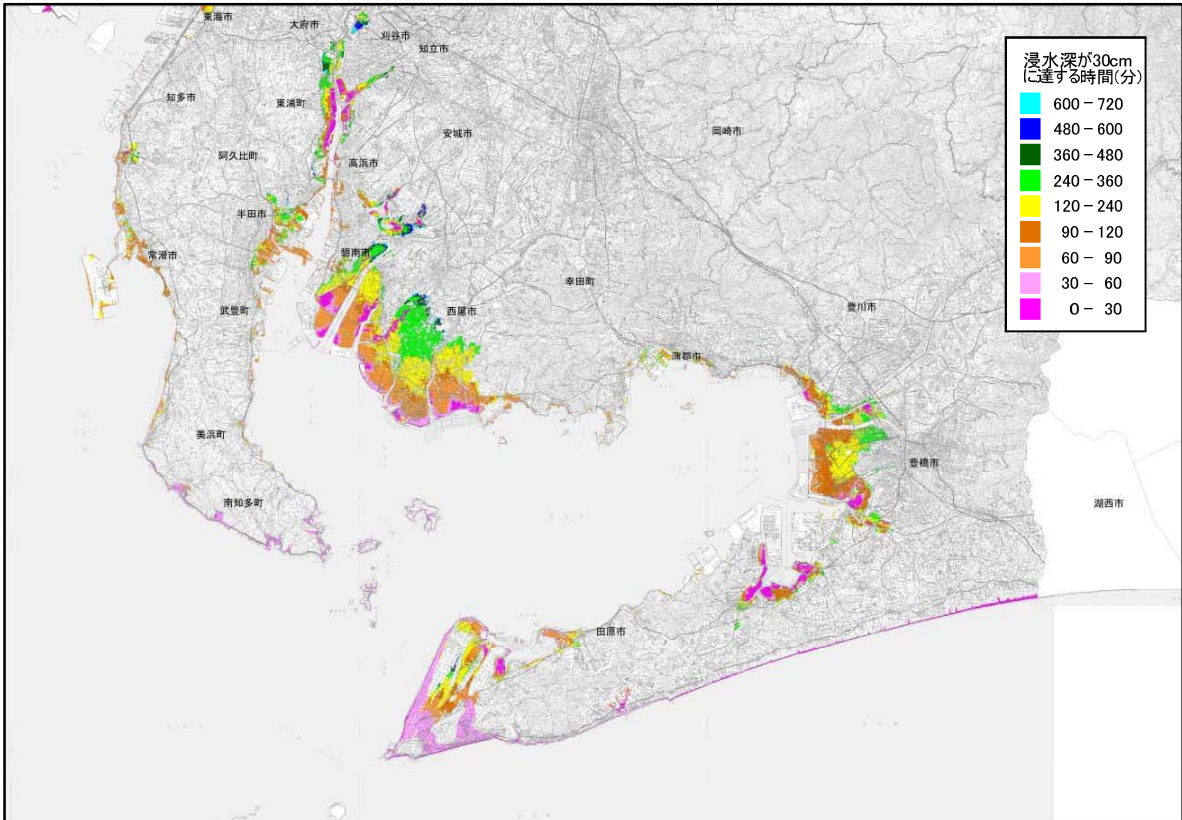 東海市
大府市
刈谷市
知立市
知多市
東浦町
安城市
岡崎市
阿久比町
高浜市
半田市
碧南市
常滑市
幸田町
武豊町
西尾市
豊川市
蒲郡市
美浜町
豊橋市
南知多町
湖西市
田原市
浸水深が30cm
に達する時間(分)
600－720
480－600
360－480
240－360
120－240
90－120
60－ 90
30－ 60
0－ 30